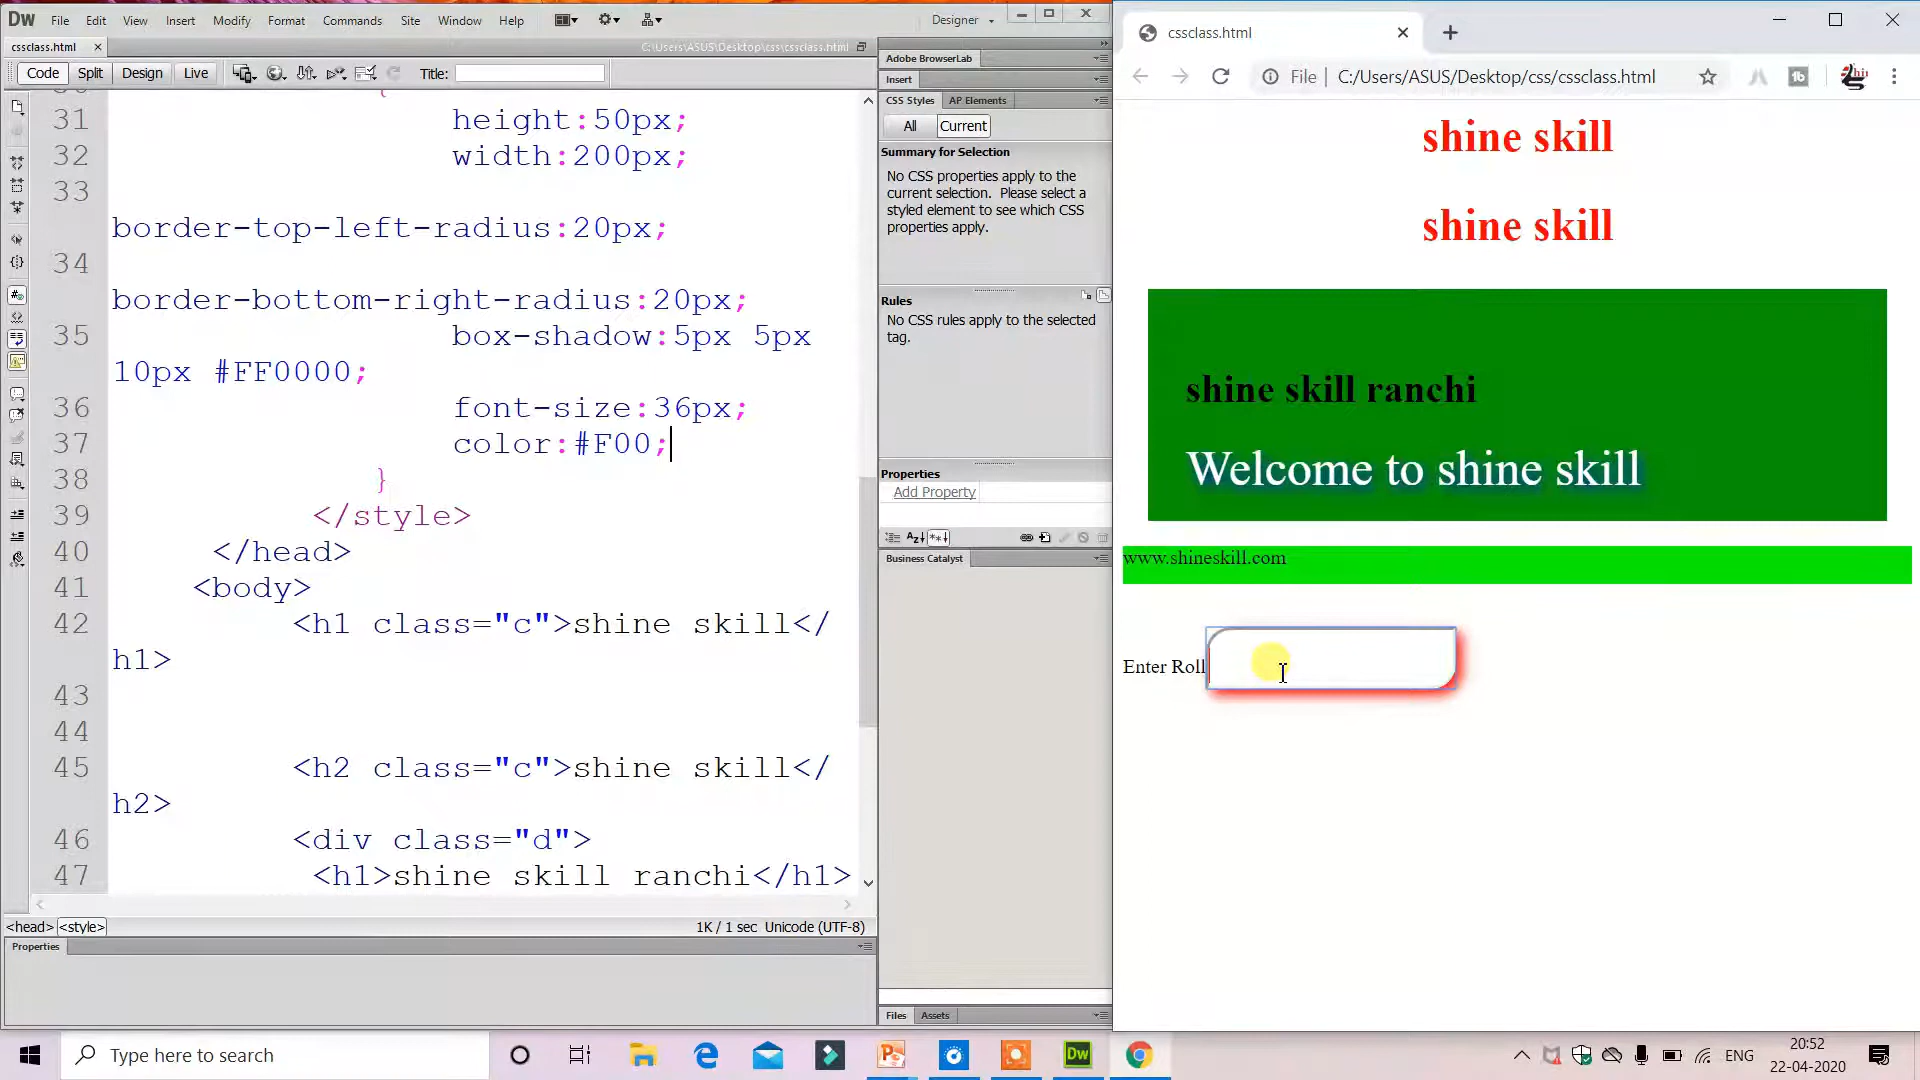 Dw File Edit View Insert Modify Format Commands Site Window Help Designer
cssclass.html C:\Users\ASUS\Desktop\css\cssclass.html
Code Split Design Live Title:
31 height:50px;
32 width:200px;
33
border-top-left-radius:20px;
34
border-bottom-right-radius:20px;
35 box-shadow:5px 5px
10px #FF0000;
36 font-size:36px;
37 color:#F00;
38 }
39 </style>
40 </head>
41 <body>
42 <h1 class="c">shine skill</
h1>
43
44
45 <h2 class="c">shine skill</
h2>
46 <div class="d">
47 <h1>shine skill ranchi</h1>
<head> <style> 1K / 1 sec Unicode (UTF-8)
Properties
Adobe BrowserLab
Insert
CSS Styles AP Elements
All Current
Summary for Selection
No CSS properties apply to the
current selection. Please select a
styled element to see which CSS
properties apply.
Rules
No CSS rules apply to the selected
tag.
Properties
Add Property
Business Catalyst
Files Assets
cssclass.html
File C:/Users/ASUS/Desktop/css/cssclass.html
shine skill
shine skill
shine skill ranchi
Welcome to shine skill
www.shineskill.com
Enter Roll
Type here to search
Dw
ENG
20:52
22-04-2020